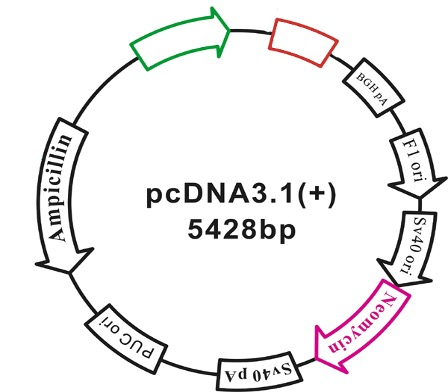 pcDNA3.1(+)
5428bp
BGH pA
F1 ori
Sv40 ori
Neomycin
Sv40 pA
PUC ori
Ampicillin